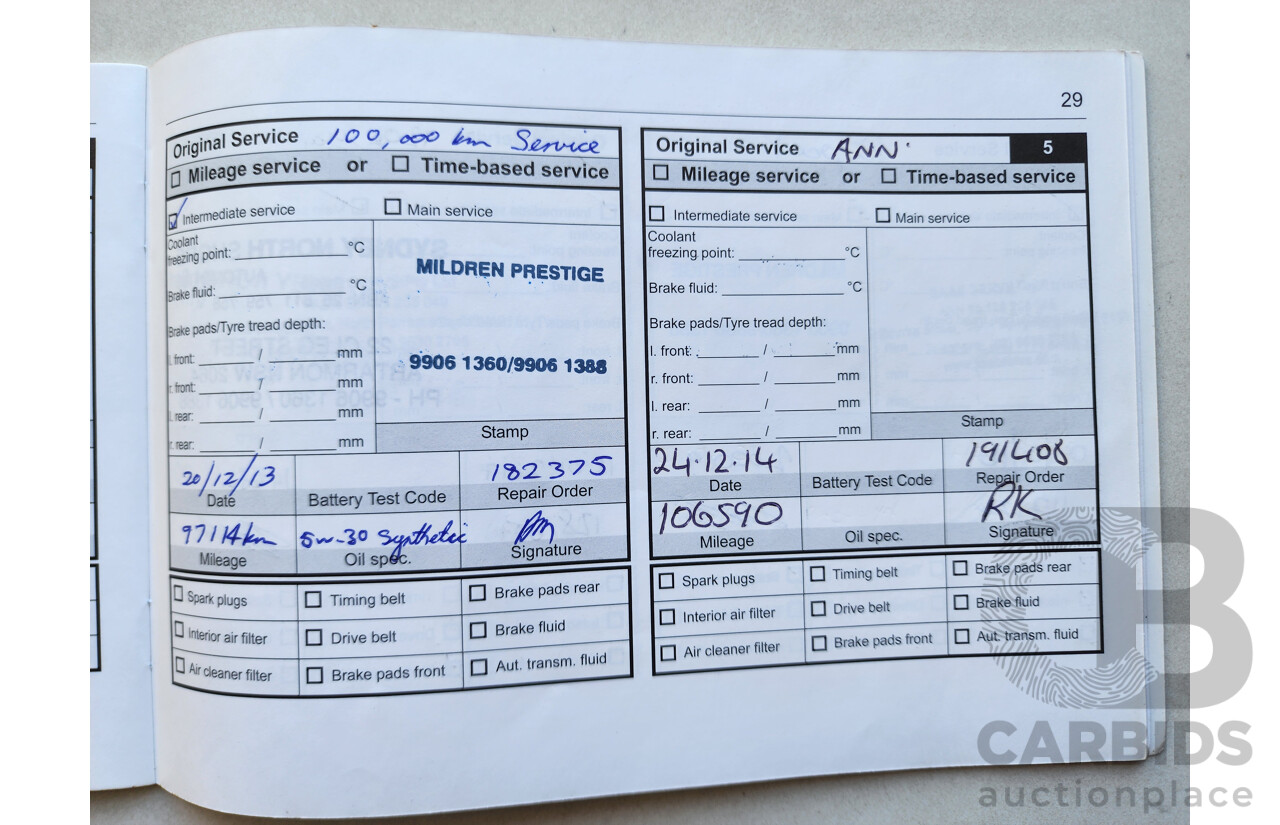 29
Original Service 100,000 km Service
☐ Mileage service or ☐ Time-based service
☑ Intermediate service ☐ Main service
Coolant
freezing point: °C
Brake fluid: °C
Brake pads/Tyre tread depth:
l. front: / mm
r. front: / mm
l. rear: / mm
r. rear: / mm
MILDREN PRESTIGE
9906 1360/9906 1388
Stamp
20/12/13 182375
Date Battery Test Code Repair Order
97114km 5w-30 Synthetic
Mileage Oil spec. Signature
☐ Spark plugs ☐ Timing belt ☐ Brake pads rear
☐ Interior air filter ☐ Drive belt ☐ Brake fluid
☐ Air cleaner filter ☐ Brake pads front ☐ Aut. transm. fluid
Original Service ANN' 5
☐ Mileage service or ☐ Time-based service
☐ Intermediate service ☐ Main service
Coolant
freezing point: °C
Brake fluid: °C
Brake pads/Tyre tread depth:
l. front: / mm
r. front: / mm
l. rear: / mm
r. rear: / mm
Stamp
24.12.14 191408
Date Battery Test Code Repair Order
106590 RK
Mileage Oil spec. Signature
☐ Spark plugs ☐ Timing belt ☐ Brake pads rear
☐ Interior air filter ☐ Drive belt ☐ Brake fluid
☐ Air cleaner filter ☐ Brake pads front ☐ Aut. transm. fluid
CARBIDS
auctionplace